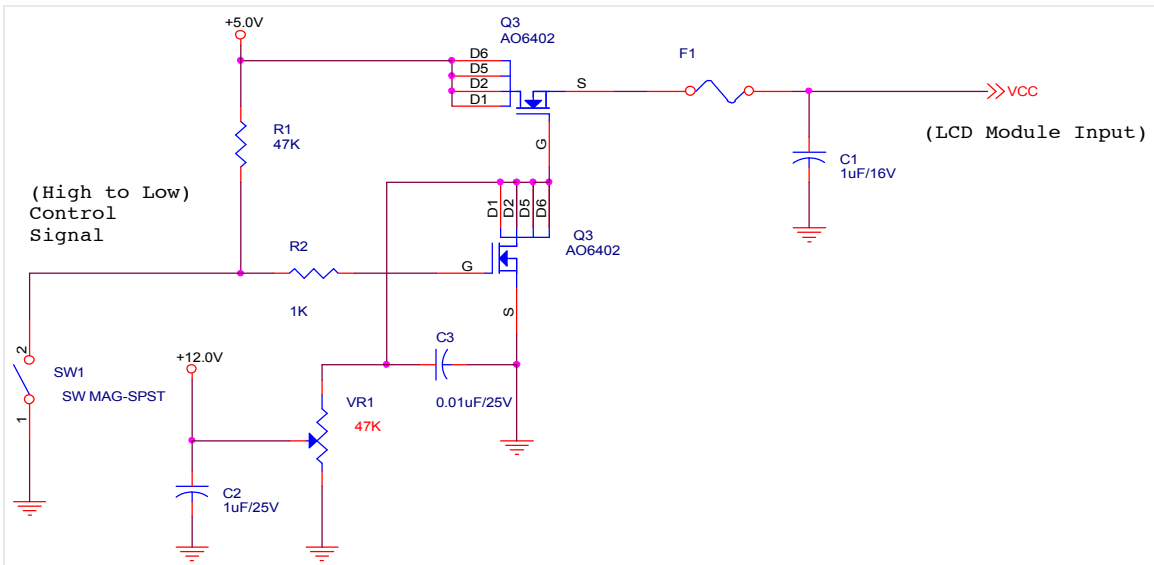 +5.0V
Q3
AO6402
D6
D5
D2
D1
S
G
F1
VCC
(LCD Module Input)
R1
47K
C1
1uF/16V
(High to Low)
Control
Signal
D1
D2
D5
D6
Q3
AO6402
R2
1K
G
S
C3
0.01uF/25V
+12.0V
2
SW1
SW MAG-SPST
1
VR1
47K
C2
1uF/25V